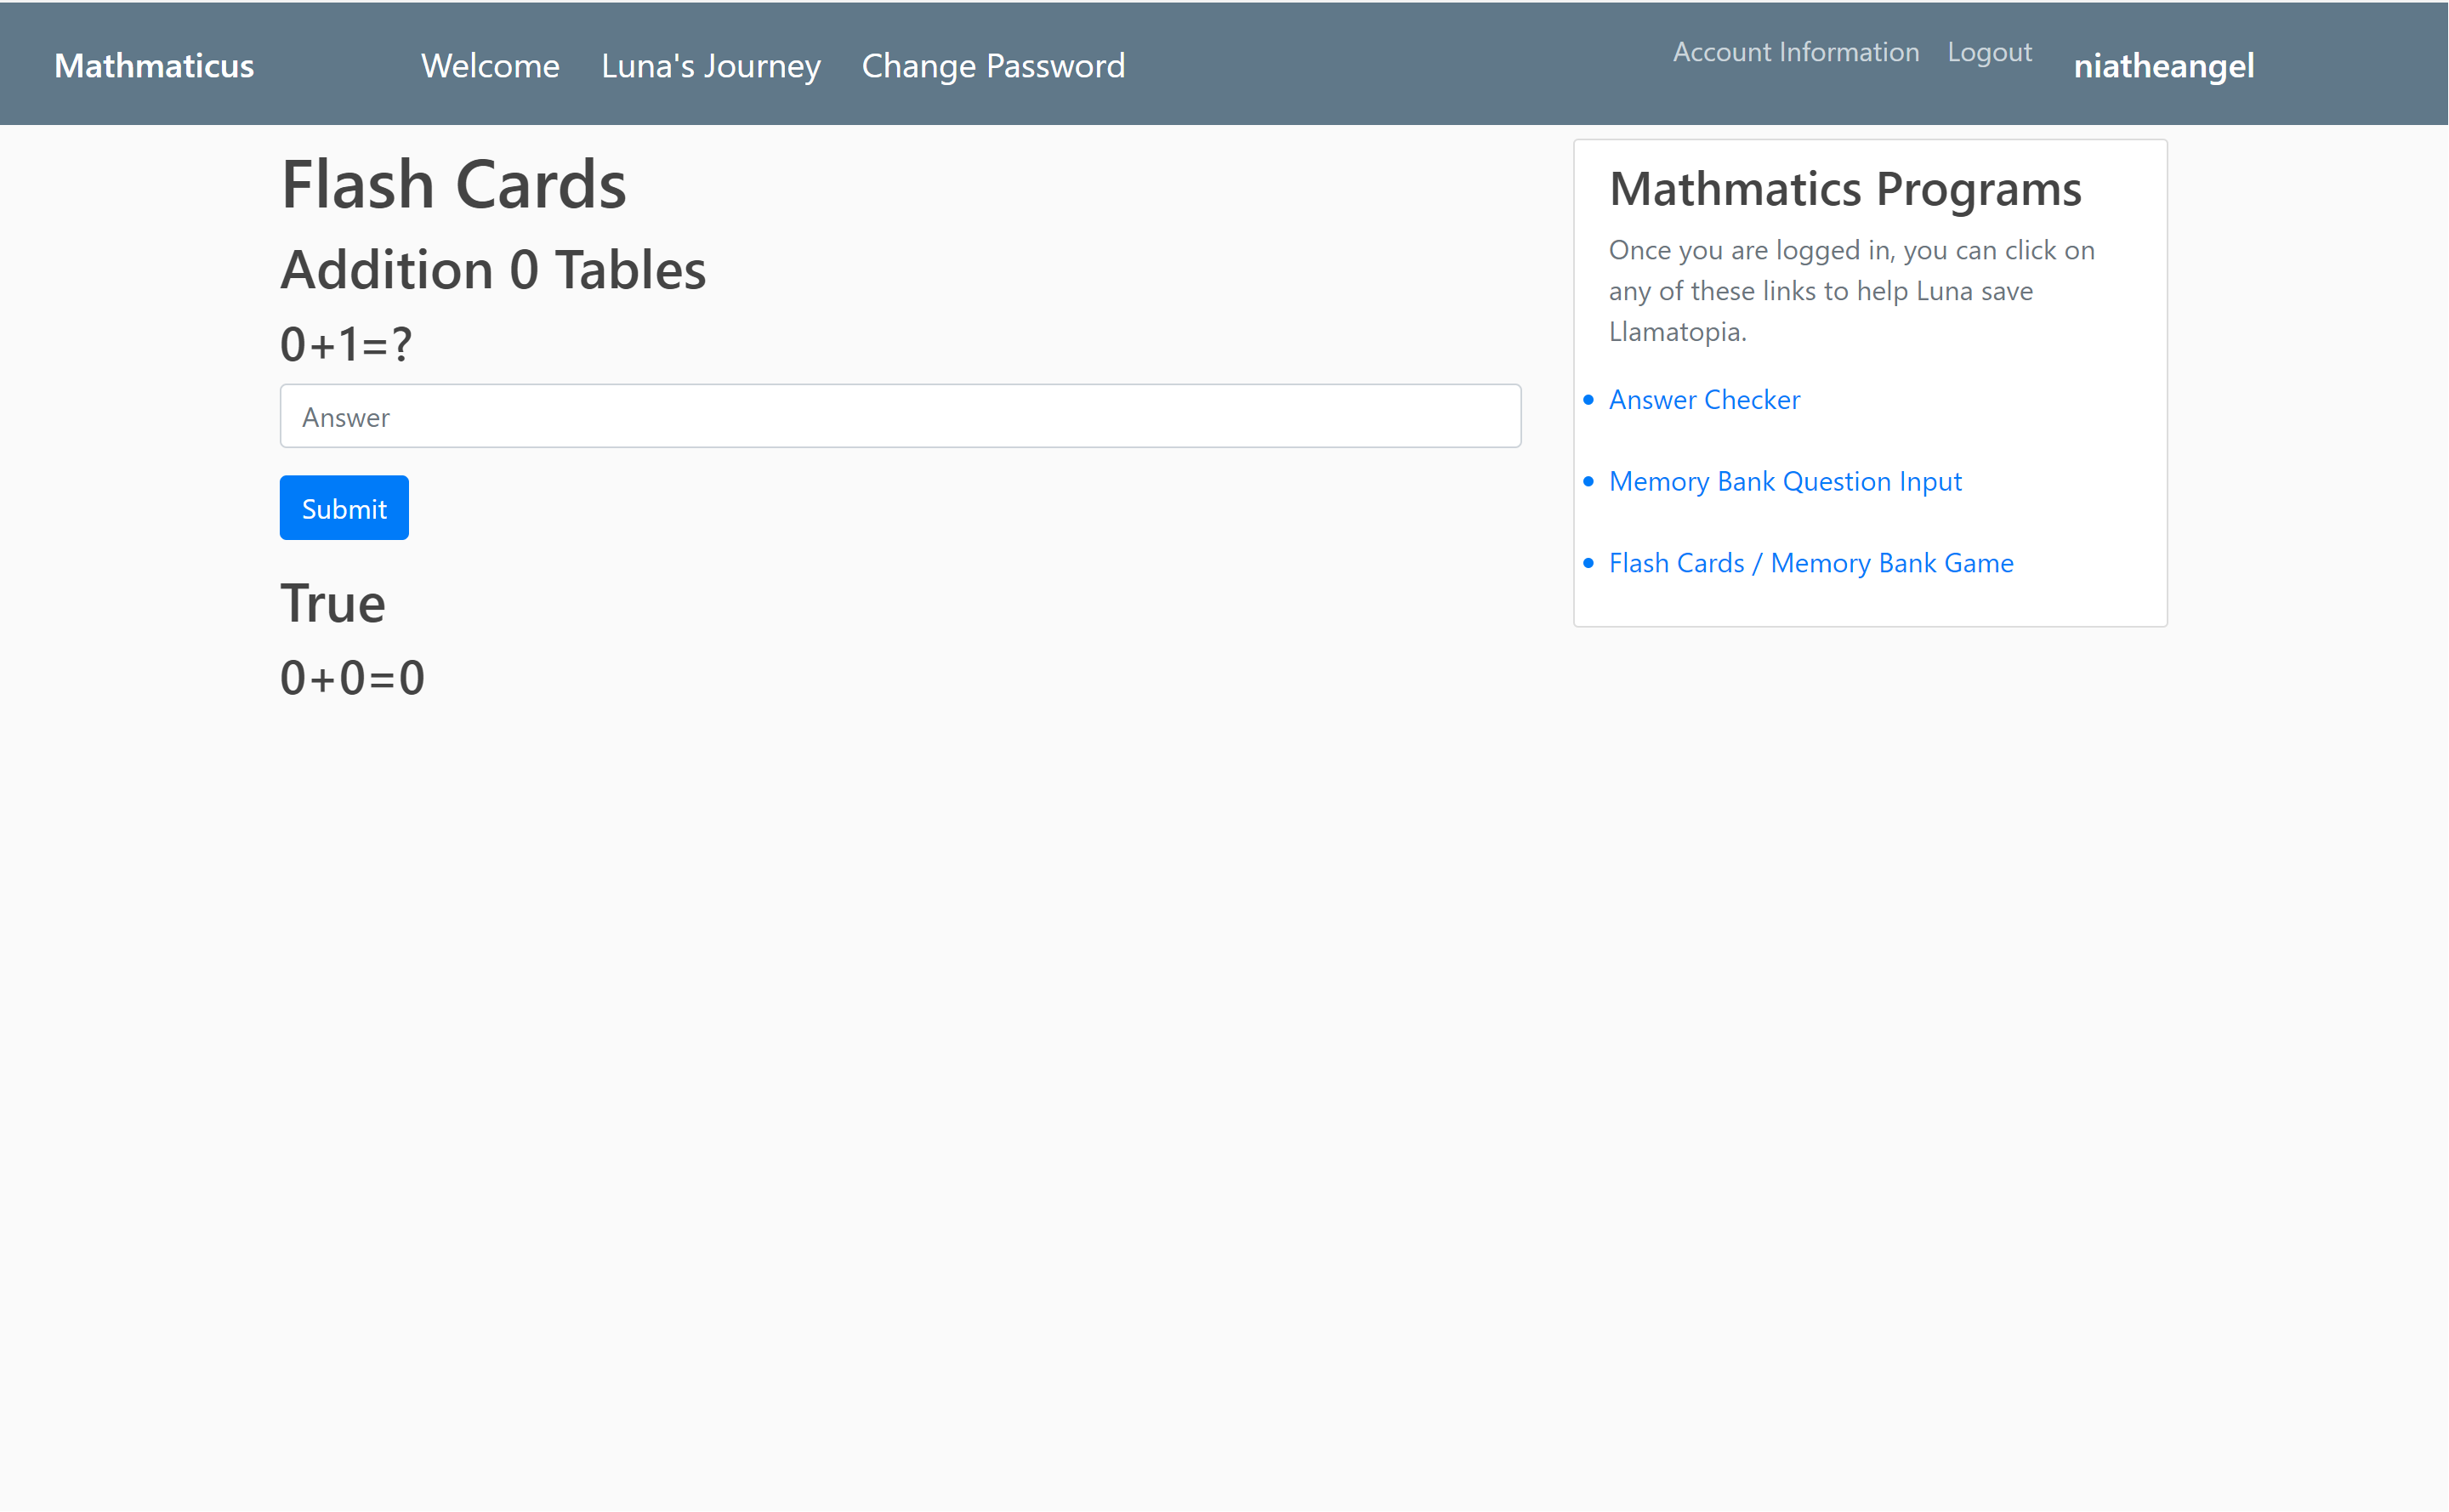 Mathmaticus
Welcome
Luna's Journey
Change Password
Account Information
Logout
niatheangel
Flash Cards
Addition 0 Tables
0+1=?
Answer
Submit
True
0+0=0
Mathmatics Programs
Once you are logged in, you can click on
any of these links to help Luna save
Llamatopia.
Answer Checker
Memory Bank Question Input
Flash Cards / Memory Bank Game